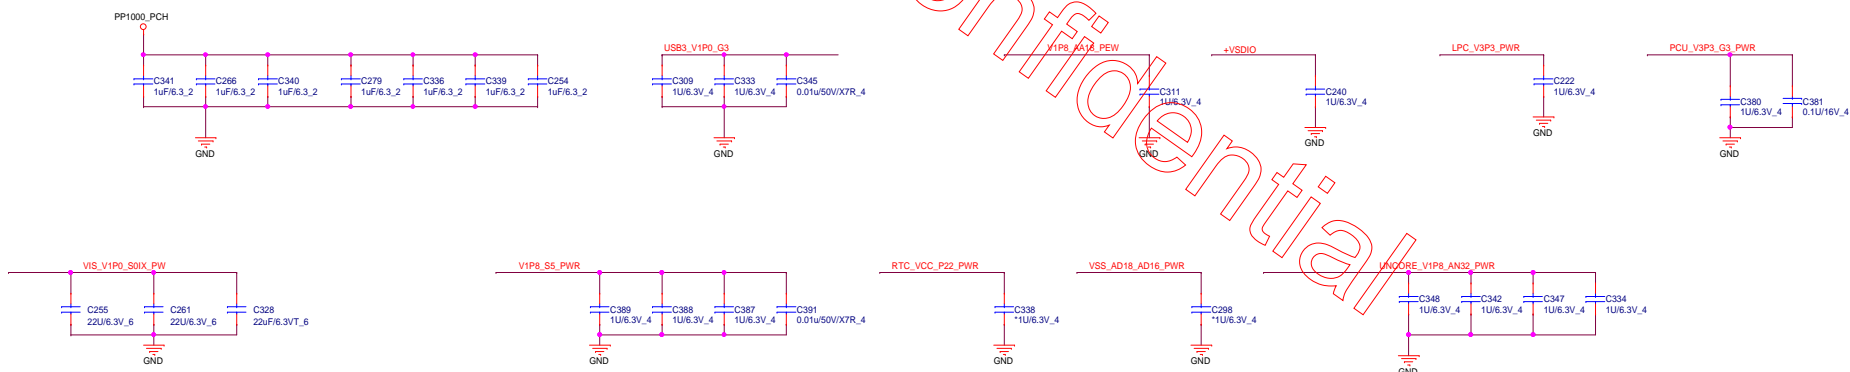 PP1000_PCH
C341
1uF/6.3_2
C266
1uF/6.3_2
C340
1uF/6.3_2
C279
1uF/6.3_2
C336
1uF/6.3_2
C339
1uF/6.3_2
C254
1uF/6.3_2
GND
USB3_V1P0_G3
C309
1U/6.3V_4
C333
1U/6.3V_4
C345
0.01u/50V/X7R_4
GND
V1P8_AA18_PEW
C311
1U/6.3V_4
GND
+VSDIO
C240
1U/6.3V_4
GND
LPC_V3P3_PWR
C222
1U/6.3V_4
GND
PCU_V3P3_G3_PWR
C380
1U/6.3V_4
C381
0.1U/16V_4
GND
onfidential
VIS_V1P0_S0IX_PW
C255
22U/6.3V_6
C261
22U/6.3V_6
C328
22uF/6.3VT_6
GND
V1P8_S5_PWR
C389
1U/6.3V_4
C388
1U/6.3V_4
C387
1U/6.3V_4
C391
0.01u/50V/X7R_4
GND
RTC_VCC_P22_PWR
C338
*1U/6.3V_4
GND
VSS_AD18_AD16_PWR
C298
*1U/6.3V_4
GND
UNCORE_V1P8_AN32_PWR
C348
1U/6.3V_4
C342
1U/6.3V_4
C347
1U/6.3V_4
C334
1U/6.3V_4
GND